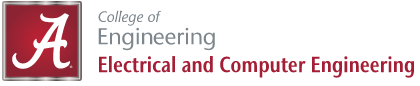 A
College of
Engineering
Electrical and Computer Engineering